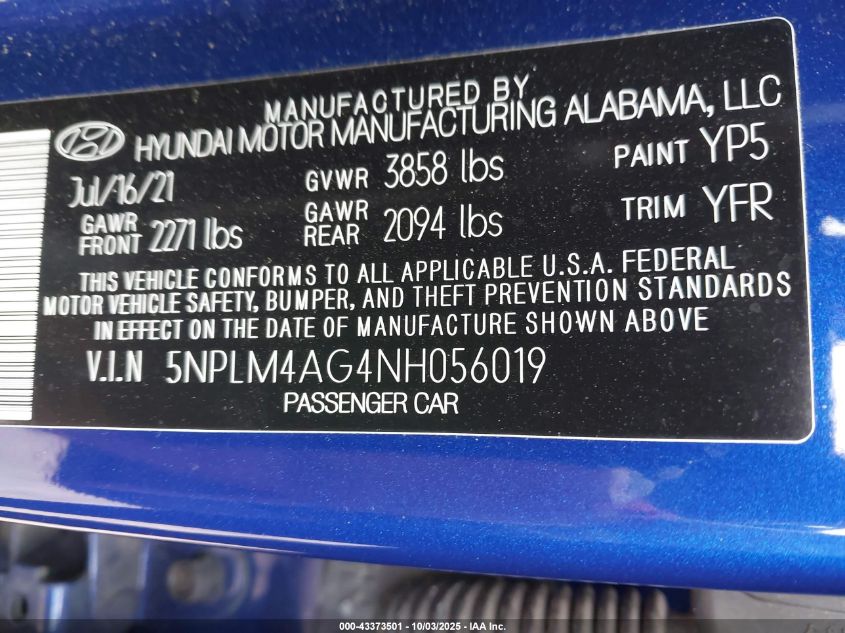 MANUFACTURED BY
HYUNDAI MOTOR MANUFACTURING ALABAMA, LLC
Jul/16/21 GVWR 3858 lbs PAINT YP5
GAWR FRONT 2271 lbs GAWR REAR 2094 lbs TRIM YFR
THIS VEHICLE CONFORMS TO ALL APPLICABLE U.S.A. FEDERAL
MOTOR VEHICLE SAFETY, BUMPER, AND THEFT PREVENTION STANDARDS
IN EFFECT ON THE DATE OF MANUFACTURE SHOWN ABOVE
V.I.N 5NPLM4AG4NH056019
PASSENGER CAR
000-43373501 - 10/03/2025 - IAA Inc.